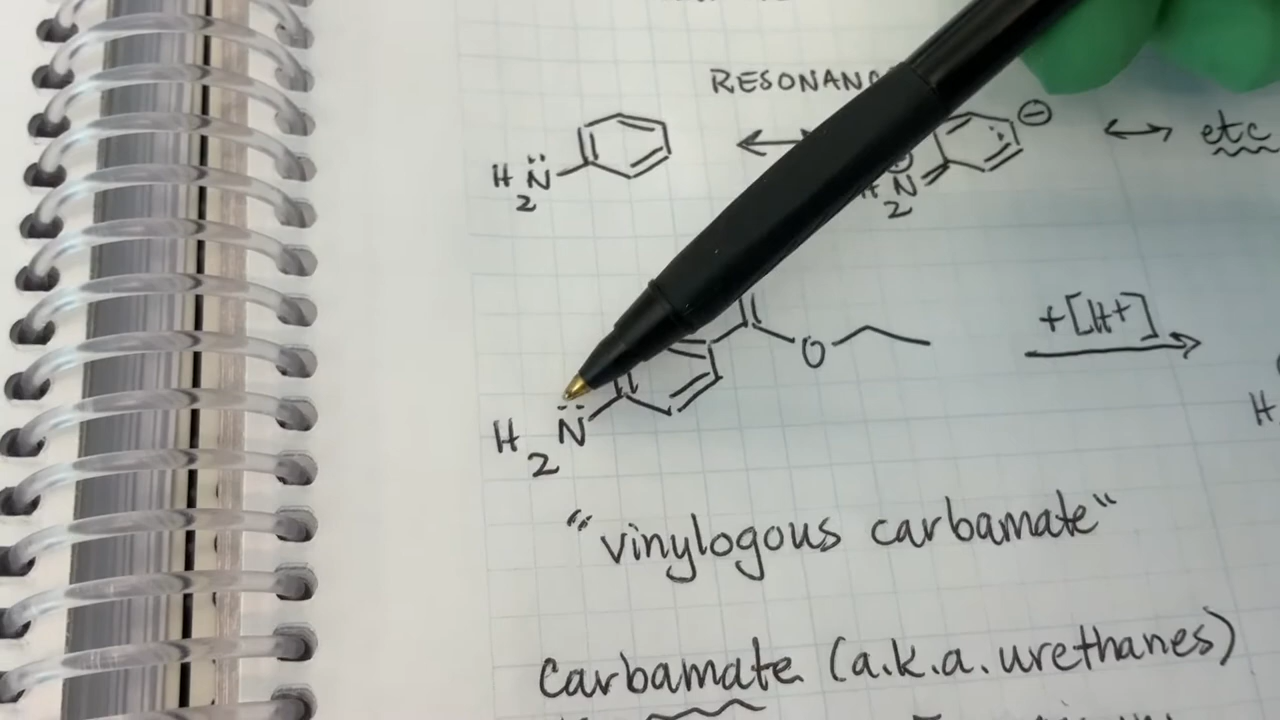 RESONANC
H2N ⟷ ⊖ ⟷ etc
H2N
O
+[H+]
H2N
H
"vinylogous carbamate"
carbamate (a.k.a. urethanes)